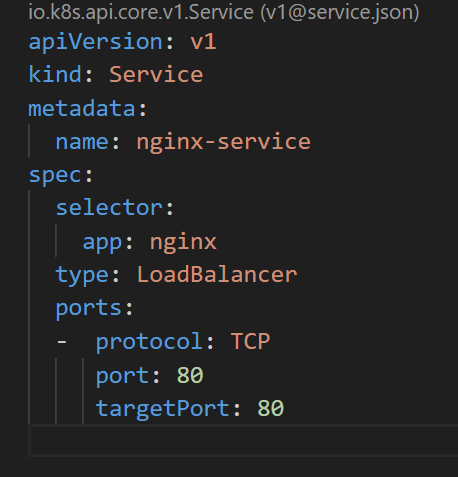 io.k8s.api.core.v1.Service (v1@service.json)
apiVersion: v1
kind: Service
metadata:
  name: nginx-service
spec:
  selector:
    app: nginx
  type: LoadBalancer
  ports:
  -  protocol: TCP
     port: 80
     targetPort: 80